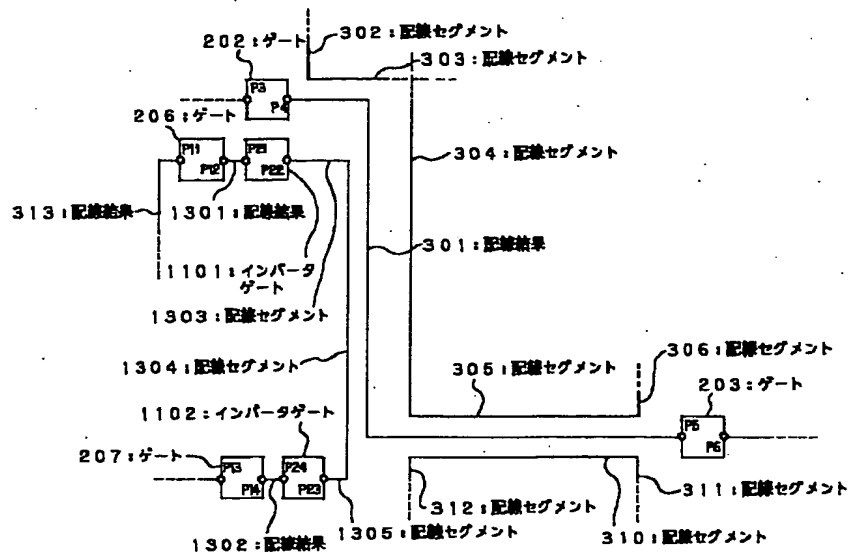 302:配線セグメント
202:ゲート
303:配線セグメント
P3
P4
206:ゲート
P11
P12
P21
P22
304:配線セグメント
313:配線結果
1301:配線結果
301:配線結果
1101:インバータ
ゲート
1303:配線セグメント
1304:配線セグメント
305:配線セグメント
306:配線セグメント
203:ゲート
1102:インバータゲート
P5
P6
207:ゲート
P13
P14
P24
P23
312:配線セグメント
311:配線セグメント
1305:配線セグメント
310:配線セグメント
1302:配線結果